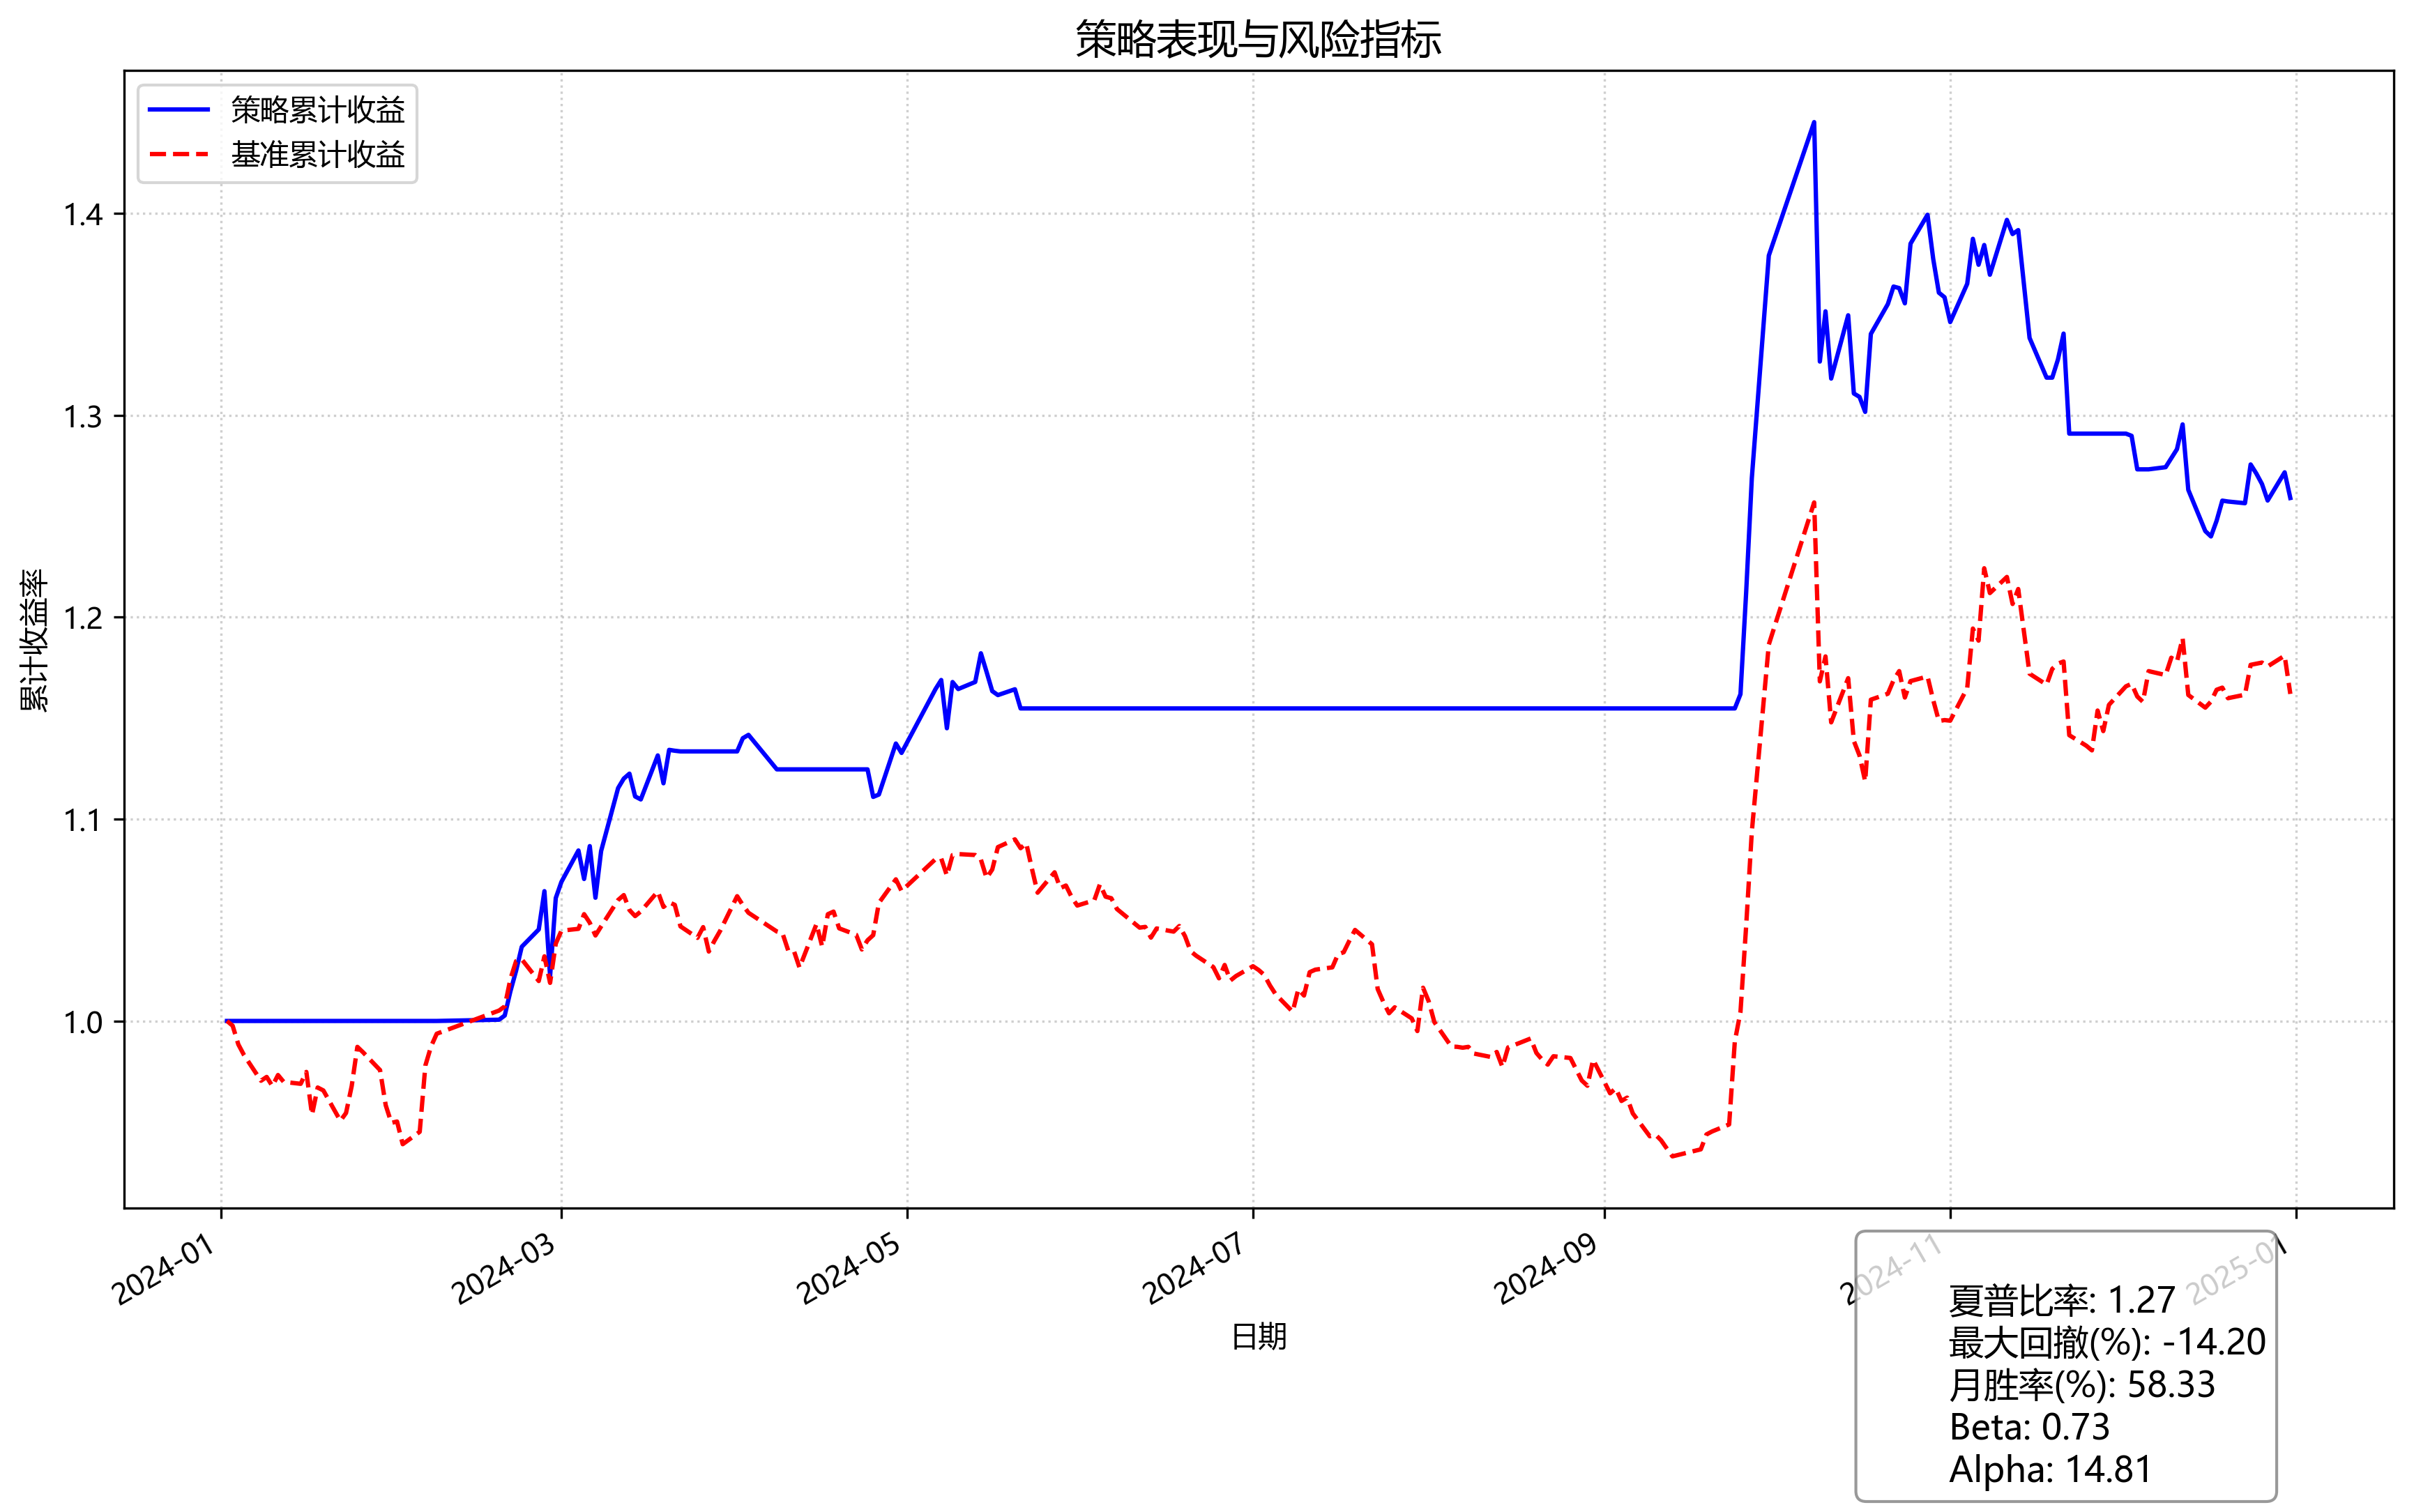 策略表现与风险指标
策略累计收益
基准累计收益
累计收益率
1.4
1.3
1.2
1.1
1.0
2024-01
2024-03
2024-05
2024-07
2024-09
2024-11
2025-01
日期
夏普比率: 1.27
最大回撤(%): -14.20
月胜率(%): 58.33
Beta: 0.73
Alpha: 14.81